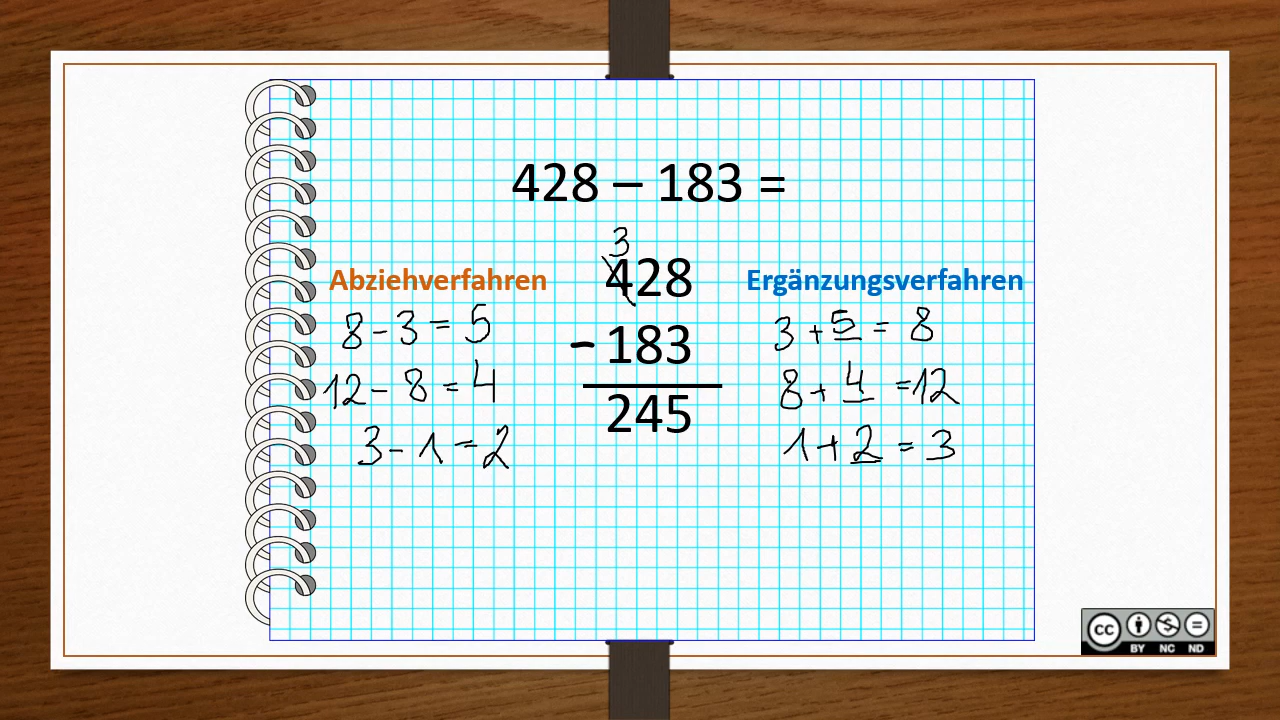 428 – 183 =
3
428
- 183
245
Abziehverfahren
8 - 3 = 5
12 - 8 = 4
3 - 1 = 2
Ergänzungsverfahren
3 + 5 = 8
8 + 4 = 12
1 + 2 = 3
cc
BY NC ND